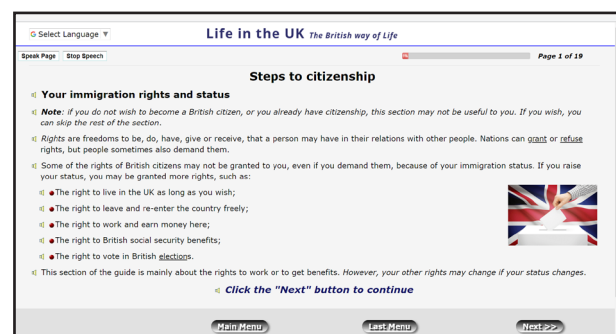 G Select Language ▼
Life in the UK The British way of Life
Speak Page Stop Speech
Page 1 of 19
Steps to citizenship
Your immigration rights and status
Note: if you do not wish to become a British citizen, or you already have citizenship, this section may not be useful to you. If you wish, you
can skip the rest of the section.
Rights are freedoms to be, do, have, give or receive, that a person may have in their relations with other people. Nations can grant or refuse
rights, but people sometimes also demand them.
Some of the rights of British citizens may not be granted to you, even if you demand them, because of your immigration status. If you raise
your status, you may be granted more rights, such as:
●The right to live in the UK as long as you wish;
●The right to leave and re-enter the country freely;
●The right to work and earn money here;
●The right to British social security benefits;
●The right to vote in British elections.
This section of the guide is mainly about the rights to work or to get benefits. However, your other rights may change if your status changes.
Click the "Next" button to continue
Main Menu
Last Menu
Next >>